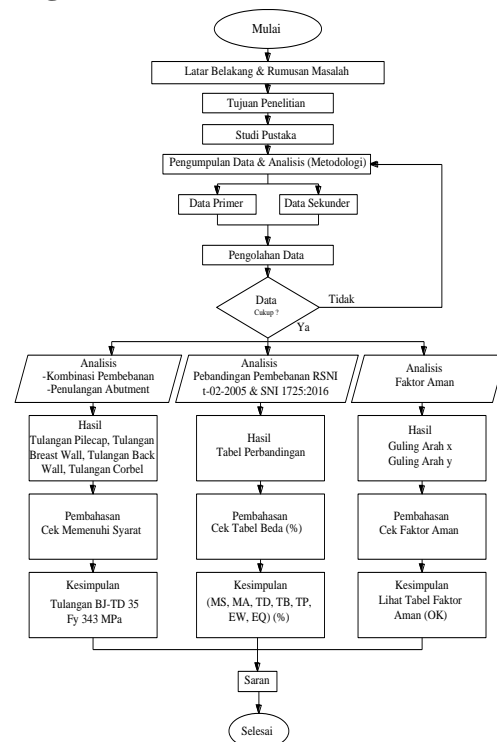 Mulai
Latar Belakang & Rumusan Masalah
Tujuan Penelitian
Studi Pustaka
Pengumpulan Data & Analisis (Metodologi)
Data Primer
Data Sekunder
Pengolahan Data
Data
Cukup ?
Tidak
Ya
Analisis
-Kombinasi Pembebanan
-Penulangan Abutment
Analisis
Pebandingan Pembebanan RSNI
t-02-2005 & SNI 1725:2016
Analisis
Faktor Aman
Hasil
Tulangan Pilecap, Tulangan
Breast Wall, Tulangan Back
Wall, Tulangan Corbel
Hasil
Tabel Perbandingan
Hasil
Guling Arah x
Guling Arah y
Pembahasan
Cek Memenuhi Syarat
Pembahasan
Cek Tabel Beda (%)
Pembahasan
Cek Faktor Aman
Kesimpulan
Tulangan BJ-TD 35
Fy 343 MPa
Kesimpulan
(MS, MA, TD, TB, TP,
EW, EQ) (%)
Kesimpulan
Lihat Tabel Faktor
Aman (OK)
Saran
Selesai